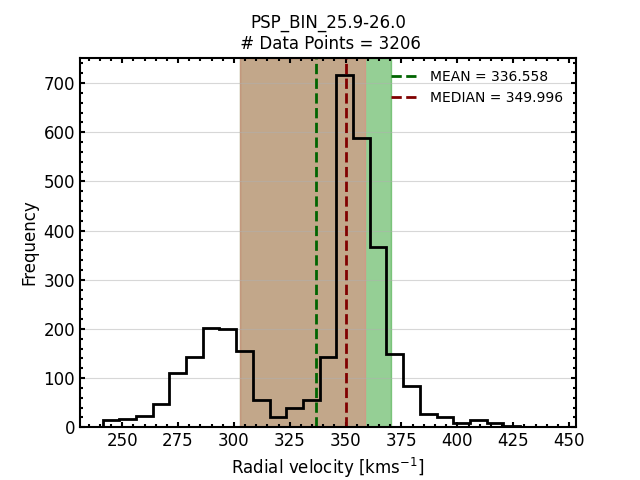 PSP_BIN_25.9-26.0
# Data Points = 3206
MEAN = 336.558
MEDIAN = 349.996
700
600
500
400
300
200
100
0
Frequency
250 275 300 325 350 375 400 425 450
Radial velocity [kms⁻¹]